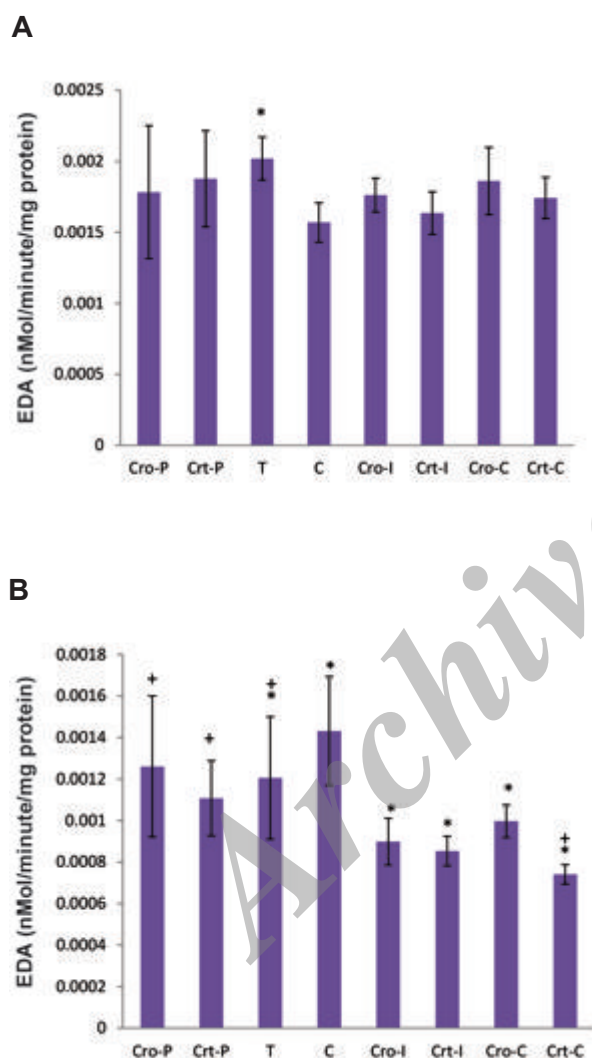 A
EDA (nMol/minute/mg protein)
0.0025
0.002
0.0015
0.001
0.0005
0
*
Cro-P Crt-P T C Cro-I Crt-I Cro-C Crt-C
B
EDA (nMol/minute/mg protein)
0.0018
0.0016
0.0014
0.0012
0.001
0.0008
0.0006
0.0004
0.0002
0
+ + + * * * * * + *
Cro-P Crt-P T C Cro-I Crt-I Cro-C Crt-C
Archiv